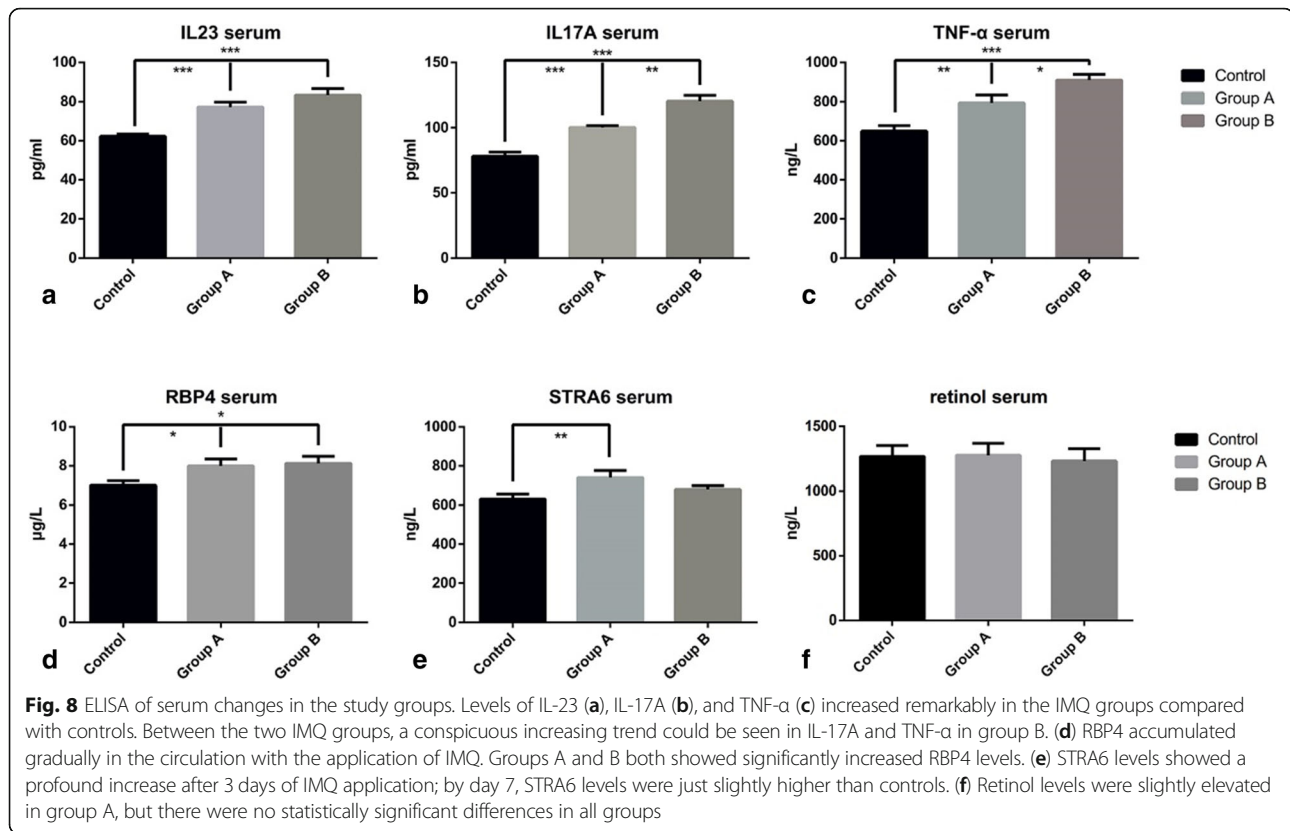 IL23 serum
***
***
100
80
60
40
20
0
pg/ml
Control
Group A
Group B
a
IL17A serum
***
***
**
150
100
50
0
pg/ml
Control
Group A
Group B
b
TNF-α serum
***
**
*
1000
800
600
400
200
0
ng/L
Control
Group A
Group B
c
Control
Group A
Group B
RBP4 serum
*
*
10
8
6
4
2
0
µg/L
Control
Group A
Group B
d
STRA6 serum
**
1000
800
600
400
200
0
ng/L
Control
Group A
Group B
e
retinol serum
1500
1000
500
0
ng/L
Control
Group A
Group B
f
Control
Group A
Group B
Fig. 8 ELISA of serum changes in the study groups. Levels of IL-23 (a), IL-17A (b), and TNF-α (c) increased remarkably in the IMQ groups compared
with controls. Between the two IMQ groups, a conspicuous increasing trend could be seen in IL-17A and TNF-α in group B. (d) RBP4 accumulated
gradually in the circulation with the application of IMQ. Groups A and B both showed significantly increased RBP4 levels. (e) STRA6 levels showed a
profound increase after 3 days of IMQ application; by day 7, STRA6 levels were just slightly higher than controls. (f) Retinol levels were slightly elevated
in group A, but there were no statistically significant differences in all groups